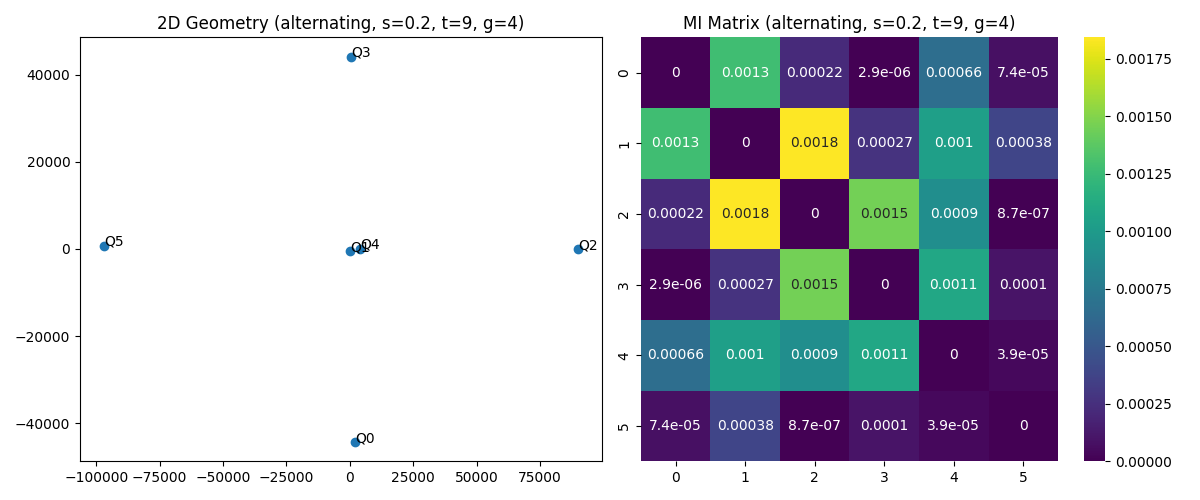 2D Geometry (alternating, s=0.2, t=9, g=4)
40000
20000
0
−20000
−40000
−100000 −75000 −50000 −25000 0 25000 50000 75000
Q3
Q5
Q1
Q4
Q2
Q0
MI Matrix (alternating, s=0.2, t=9, g=4)
0 0 0.0013 0.00022 2.9e-06 0.00066 7.4e-05
1 0.0013 0 0.0018 0.00027 0.001 0.00038
2 0.00022 0.0018 0 0.0015 0.0009 8.7e-07
3 2.9e-06 0.00027 0.0015 0 0.0011 0.0001
4 0.00066 0.001 0.0009 0.0011 0 3.9e-05
5 7.4e-05 0.00038 8.7e-07 0.0001 3.9e-05 0
0 1 2 3 4 5
0.00175
0.00150
0.00125
0.00100
0.00075
0.00050
0.00025
0.00000